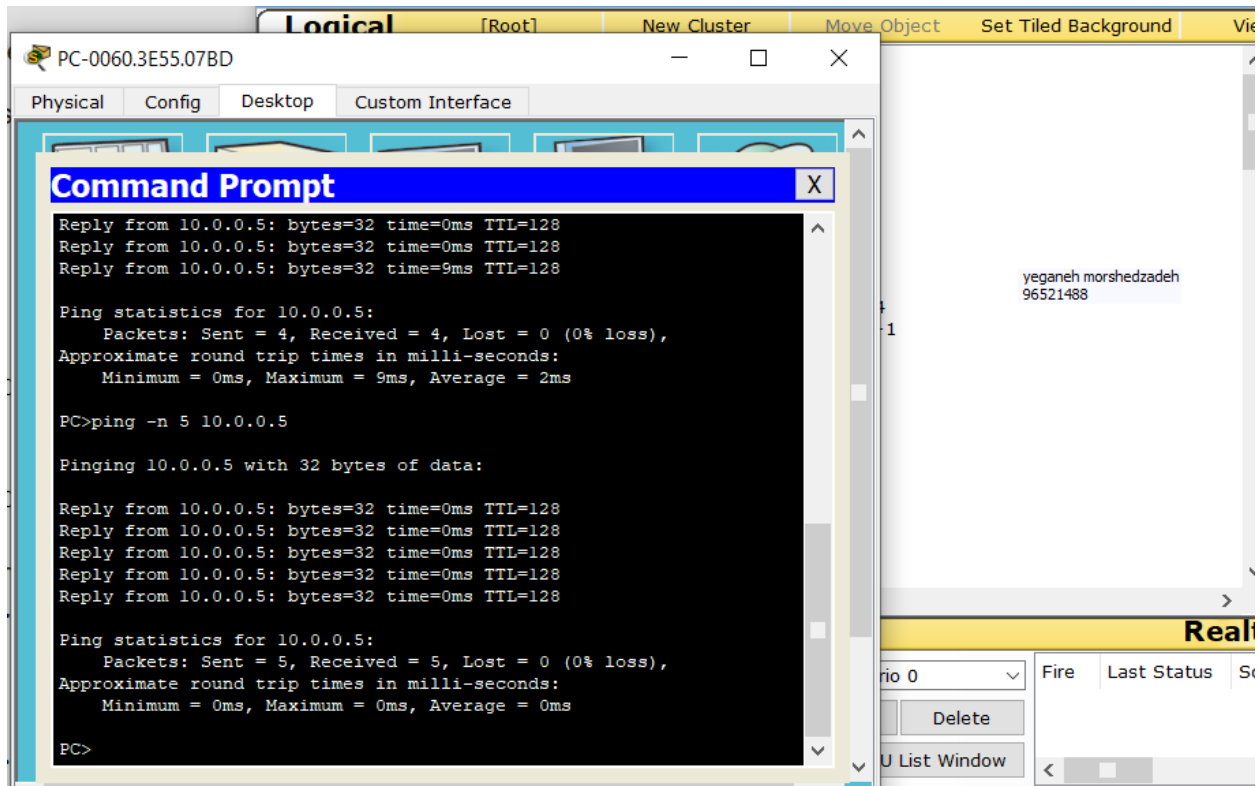 Logical [Root] New Cluster Move Object Set Tiled Background
PC-0060.3E55.07BD
Physical Config Desktop Custom Interface
Command Prompt X
Reply from 10.0.0.5: bytes=32 time=0ms TTL=128
Reply from 10.0.0.5: bytes=32 time=0ms TTL=128
Reply from 10.0.0.5: bytes=32 time=9ms TTL=128
Ping statistics for 10.0.0.5:
Packets: Sent = 4, Received = 4, Lost = 0 (0% loss),
Approximate round trip times in milli-seconds:
Minimum = 0ms, Maximum = 9ms, Average = 2ms
PC>ping -n 5 10.0.0.5
Pinging 10.0.0.5 with 32 bytes of data:
Reply from 10.0.0.5: bytes=32 time=0ms TTL=128
Reply from 10.0.0.5: bytes=32 time=0ms TTL=128
Reply from 10.0.0.5: bytes=32 time=0ms TTL=128
Reply from 10.0.0.5: bytes=32 time=0ms TTL=128
Reply from 10.0.0.5: bytes=32 time=0ms TTL=128
Ping statistics for 10.0.0.5:
Packets: Sent = 5, Received = 5, Lost = 0 (0% loss),
Approximate round trip times in milli-seconds:
Minimum = 0ms, Maximum = 0ms, Average = 0ms
PC>
yeganeh morshedzadeh
96521488
-1
Realt
rio 0 Fire Last Status
Delete
U List Window